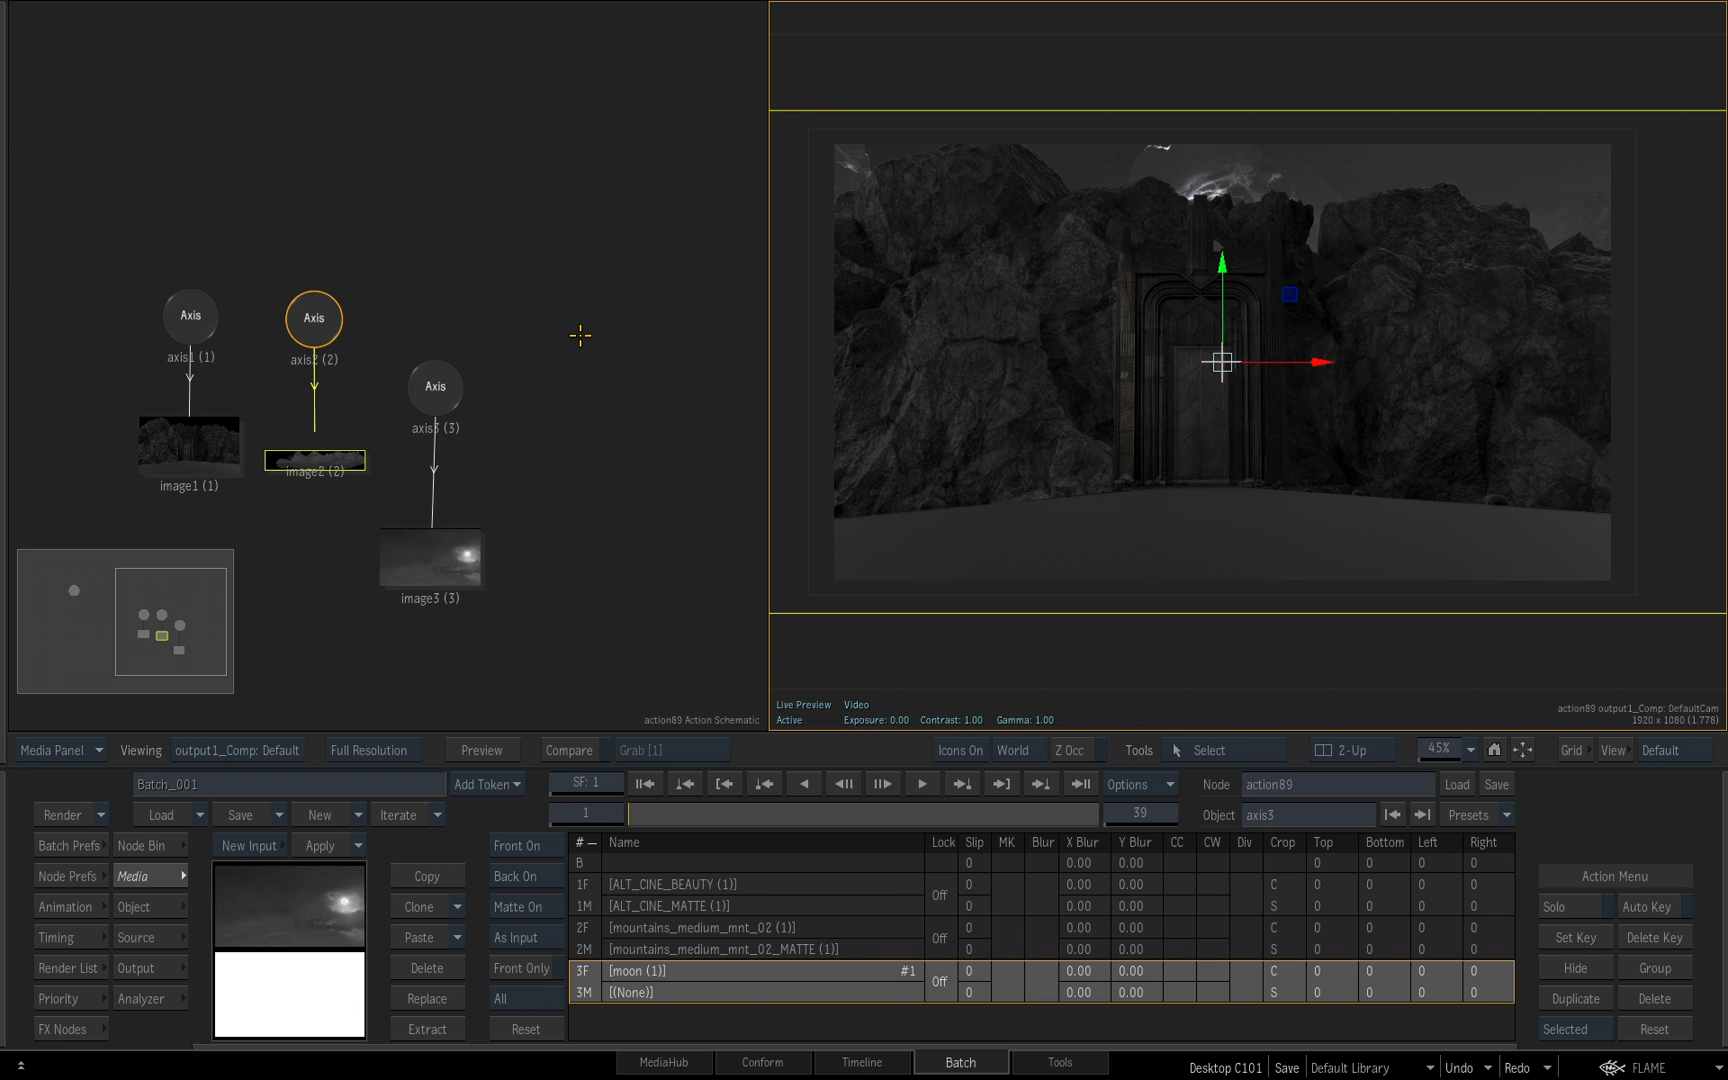 Axis
axis1 (1)
Axis
axis2 (2)
Axis
axis3 (3)
image1 (1)
image2 (2)
image3 (3)
action89 Action Schematic
Live Preview Video
Active Exposure: 0.00 Contrast: 1.00 Gamma: 1.00
action89 output1_Comp: DefaultCam
1920 x 1080 (1.778)
Media Panel Viewing output1_Comp: Default Full Resolution Preview Compare Grab [1] Icons On World Z Occ Tools Select 2-Up 45% Grid View Default
Batch_001 Add Token SF: 1 Options Node action89 Load Save
Render Load Save New Iterate 1 39 Object axis3 Presets
Batch Prefs Node Bin New Input Apply Front On # Name Lock Slip MK Blur X Blur Y Blur CC CW Div Crop Top Bottom Left Right
B 0 0.00 0.00 0 0 0 0
Node Prefs Media Copy Back On Action Menu
1F [ALT_CINE_BEAUTY (1)] Off 0 0.00 0.00 C 0 0 0 0
Animation Object Clone Matte On 1M [ALT_CINE_MATTE (1)] 0 0.00 0.00 S 0 0 0 0 Solo Auto Key
2F [mountains_medium_mnt_02 (1)] Off 0 0.00 0.00 C 0 0 0 0
Timing Source Paste As Input Set Key Delete Key
2M [mountains_medium_mnt_02_MATTE (1)] 0 0.00 0.00 S 0 0 0 0
Render List Output Delete Front Only 3F [moon (1)] #1 Off 0 0.00 0.00 C 0 0 0 0 Hide Group
Priority Analyzer Replace All 3M [(None)] 0 0.00 0.00 S 0 0 0 0 Duplicate Delete
FX Nodes Extract Reset Selected Reset
MediaHub Conform Timeline Batch Tools Desktop C101 Save Default Library Undo Redo FLAME